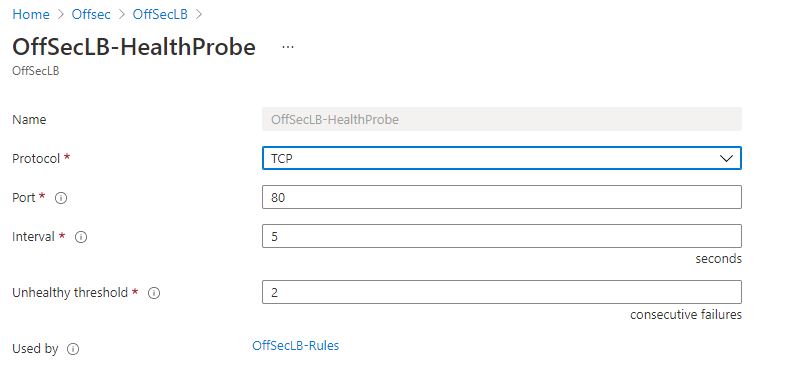 Home > Offsec > OffSecLB >
OffSecLB-HealthProbe ...
OffSecLB
Name OffSecLB-HealthProbe
Protocol * TCP
Port * 80
Interval * 5
seconds
Unhealthy threshold * 2
consecutive failures
Used by OffSecLB-Rules